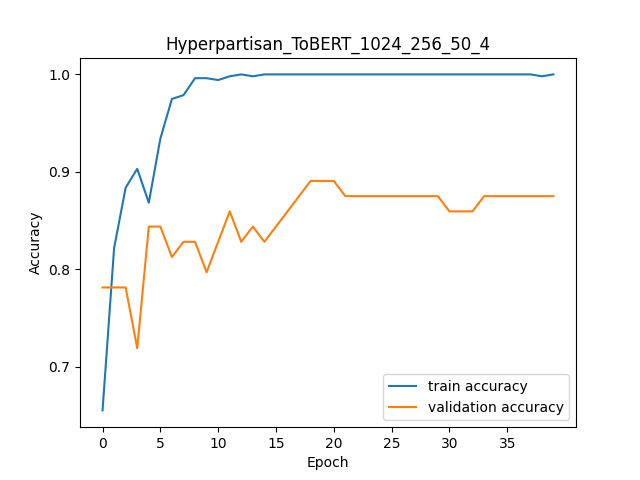 Hyperpartisan_ToBERT_1024_256_50_4
1.0
0.9
0.8
0.7
Accuracy
train accuracy
validation accuracy
0 5 10 15 20 25 30 35
Epoch